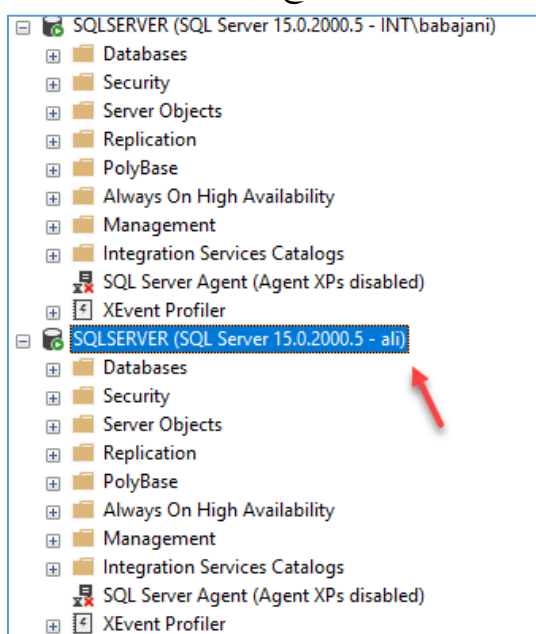 SQLSERVER (SQL Server 15.0.2000.5 - INT\babajani)
Databases
Security
Server Objects
Replication
PolyBase
Always On High Availability
Management
Integration Services Catalogs
SQL Server Agent (Agent XPs disabled)
XEvent Profiler
SQLSERVER (SQL Server 15.0.2000.5 - ali)
Databases
Security
Server Objects
Replication
PolyBase
Always On High Availability
Management
Integration Services Catalogs
SQL Server Agent (Agent XPs disabled)
XEvent Profiler